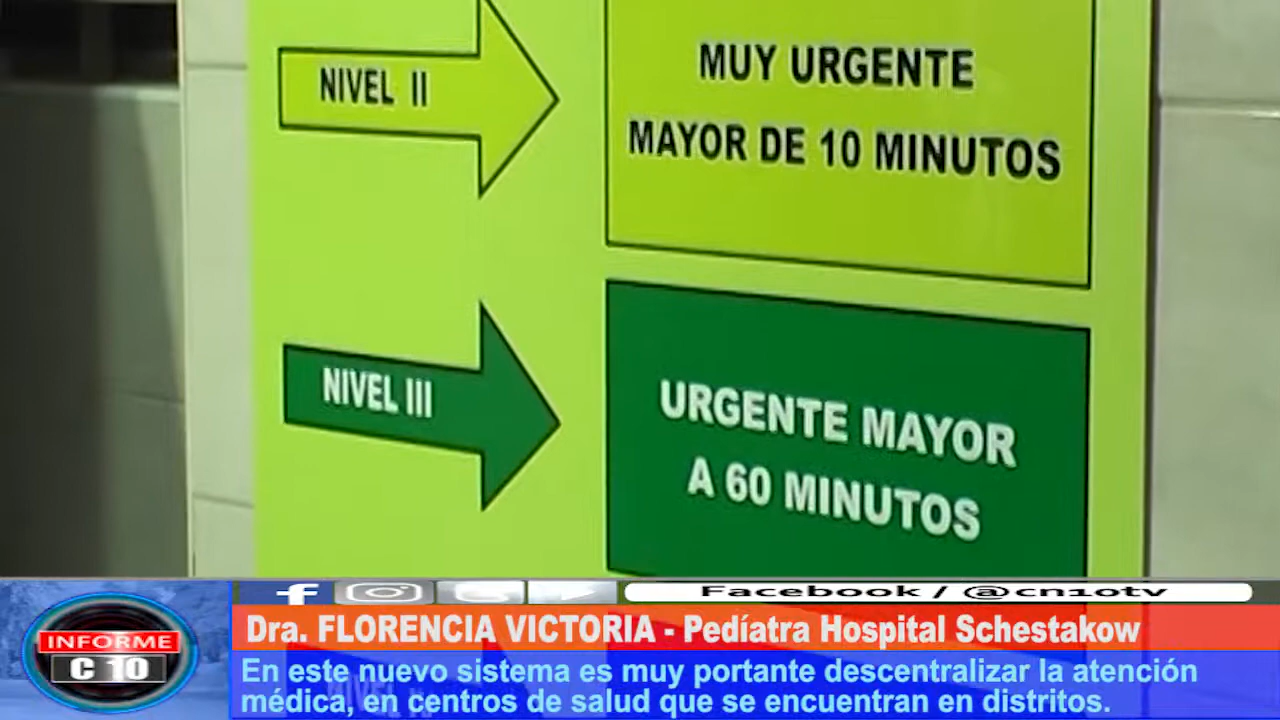 NIVEL II
MUY URGENTE
MAYOR DE 10 MINUTOS
NIVEL III
URGENTE MAYOR
A 60 MINUTOS
Facebook / @cn10tv
INFORME
C 10
Dra. FLORENCIA VICTORIA - Pedíatra Hospital Schestakow
En este nuevo sistema es muy portante descentralizar la atención
médica, en centros de salud que se encuentran en distritos.